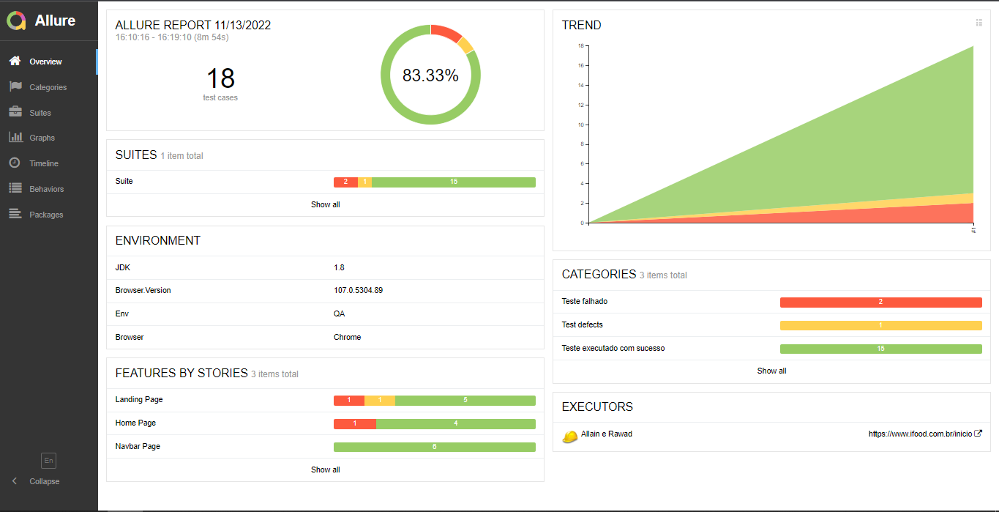 Allure
Overview
Categories
Suites
Graphs
Timeline
Behaviors
Packages
En
Collapse
ALLURE REPORT 11/13/2022
16:10:16 - 16:19:10 (8m 54s)
18
test cases
83.33%
SUITES 1 item total
Suite 2 1 15
Show all
ENVIRONMENT
JDK 1.8
Browser.Version 107.0.5304.89
Env QA
Browser Chrome
FEATURES BY STORIES 3 items total
Landing Page 1 1 5
Home Page 1 4
Navbar Page 6
Show all
TREND
18
16
14
12
10
8
6
4
2
0
#1
CATEGORIES 3 items total
Teste falhado 2
Test defects 1
Teste executado com sucesso 15
Show all
EXECUTORS
Allain e Rawad https://www.ifood.com.br/inicio